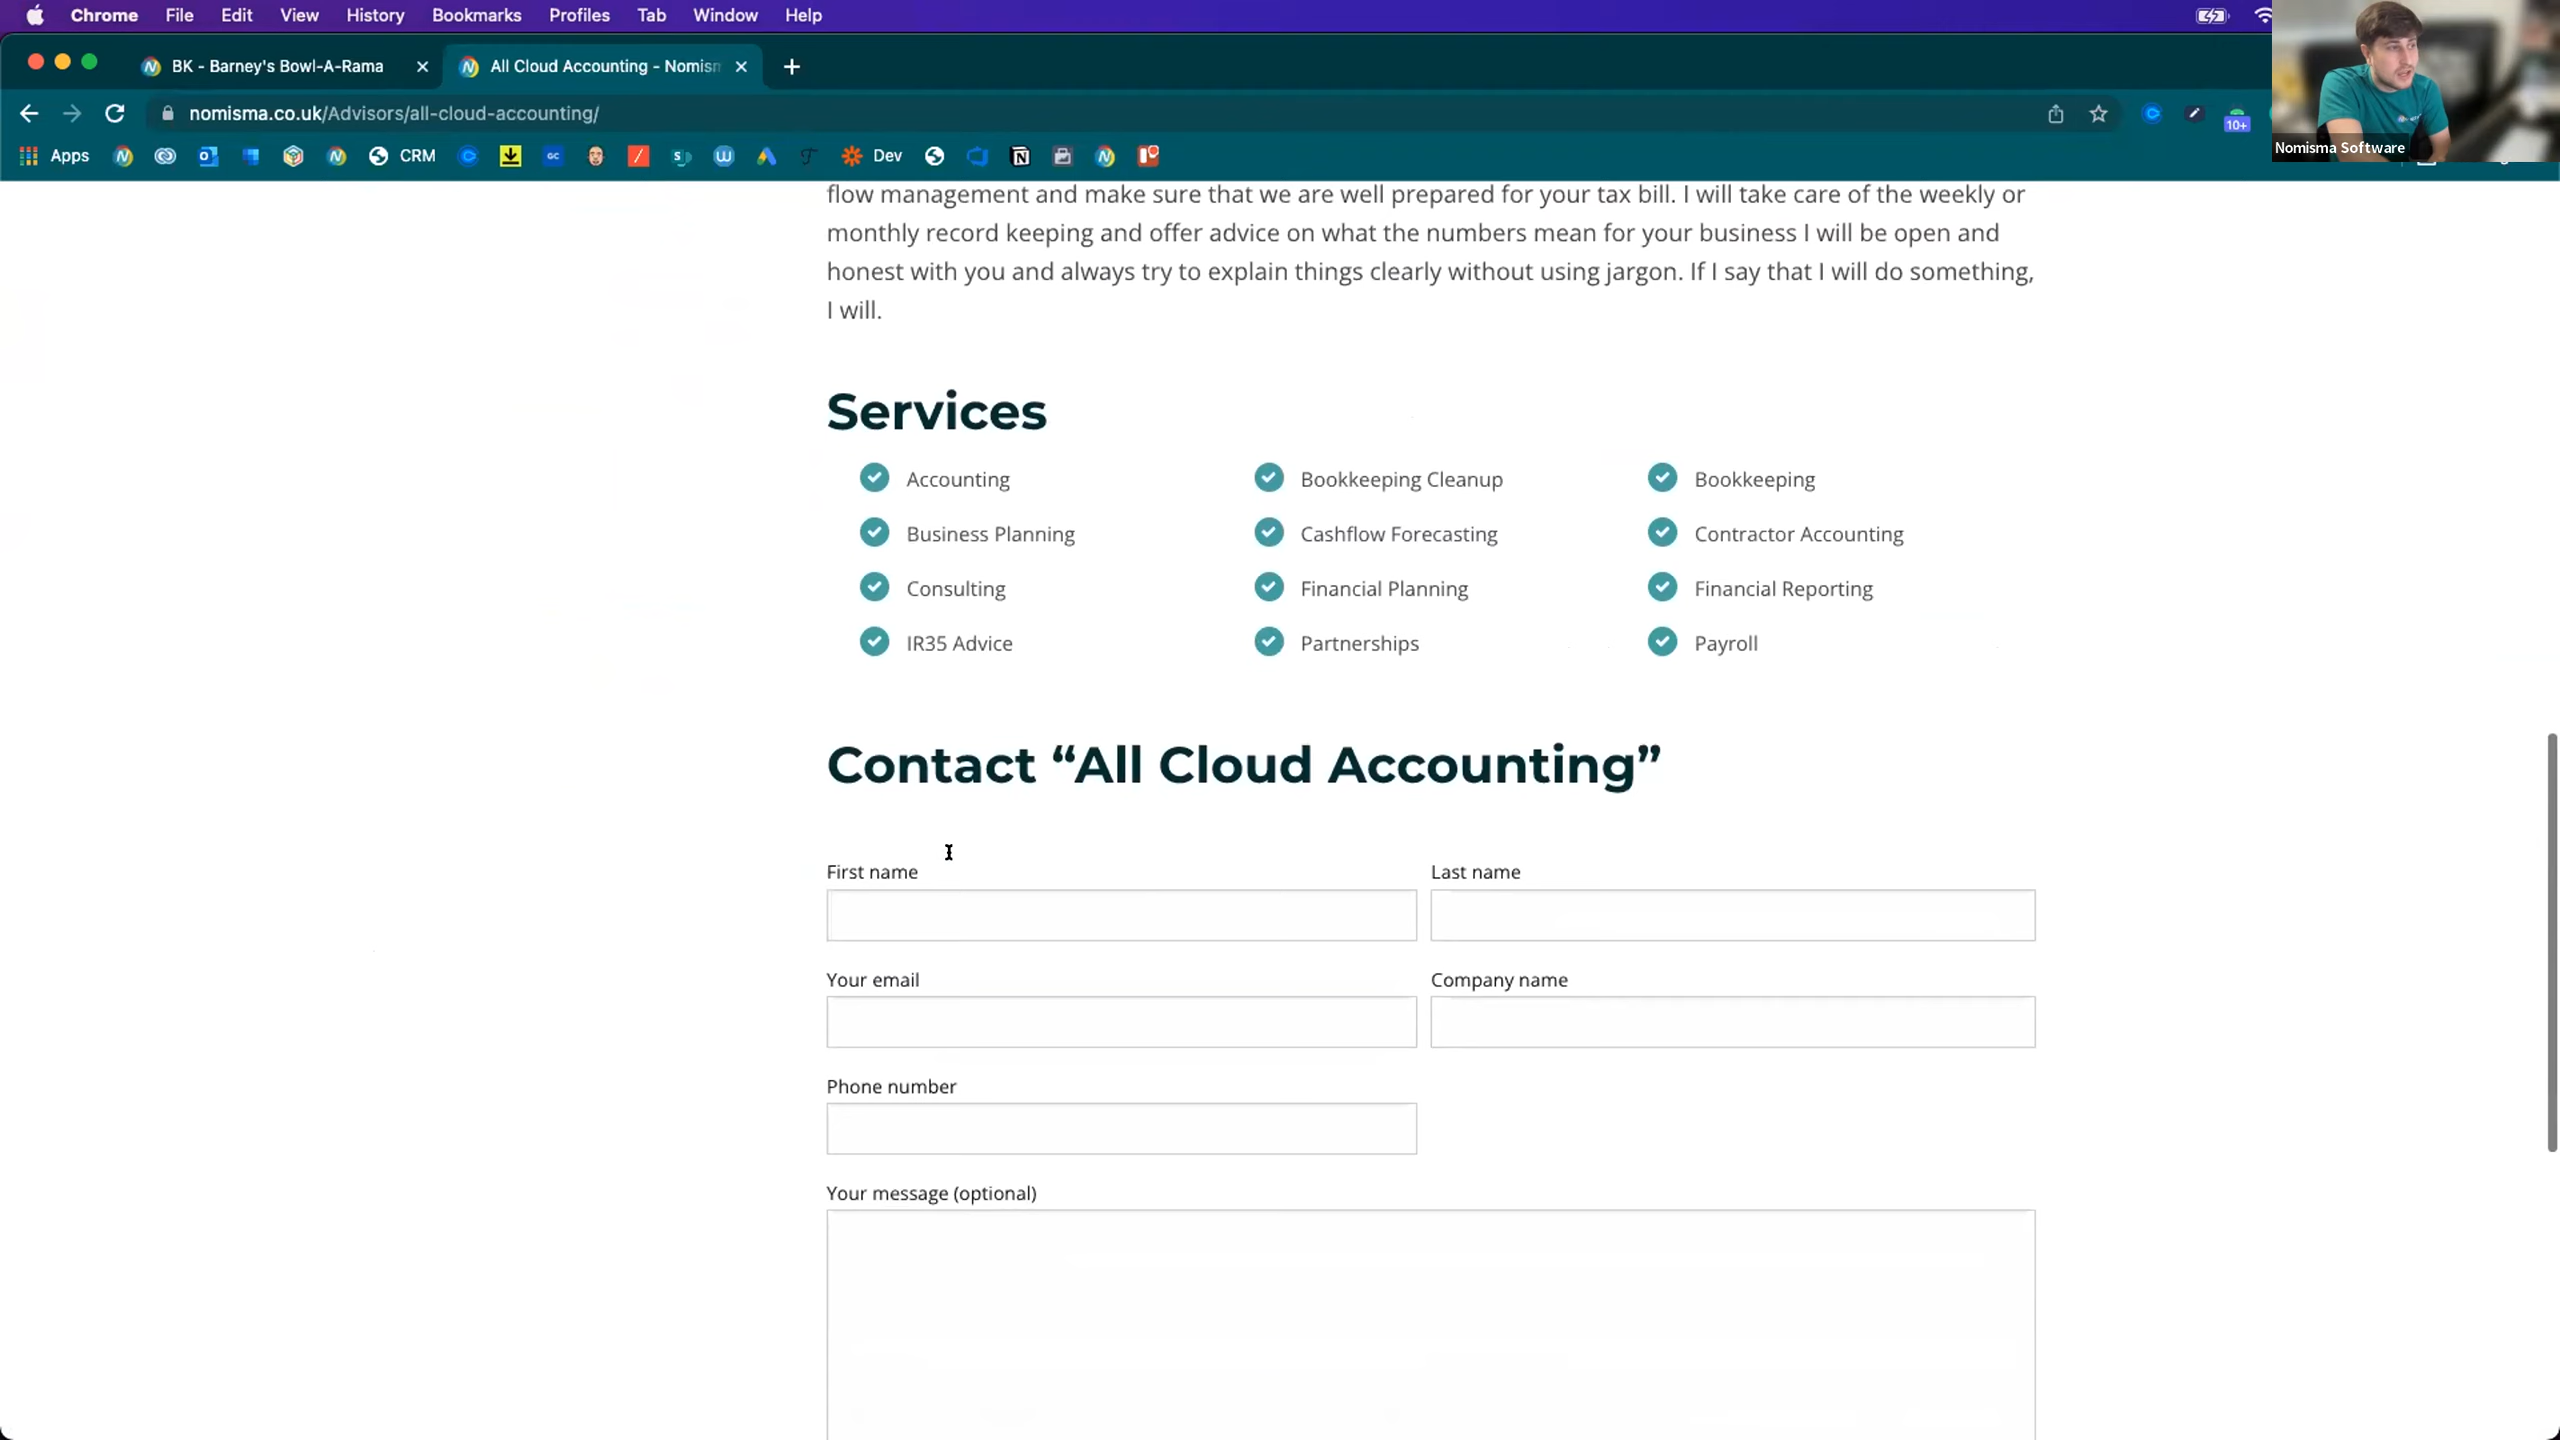 Chrome File Edit View History Bookmarks Profiles Tab Window Help
BK - Barney's Bowl-A-Rama
All Cloud Accounting - Nomism
nomisma.co.uk/Advisors/all-cloud-accounting/
10+
Apps CRM GC Dev
Nomisma Software
flow management and make sure that we are well prepared for your tax bill. I will take care of the weekly or
monthly record keeping and offer advice on what the numbers mean for your business I will be open and
honest with you and always try to explain things clearly without using jargon. If I say that I will do something,
I will.
Services
Accounting Bookkeeping Cleanup Bookkeeping
Business Planning Cashflow Forecasting Contractor Accounting
Consulting Financial Planning Financial Reporting
IR35 Advice Partnerships Payroll
Contact “All Cloud Accounting”
First name Last name
Your email Company name
Phone number
Your message (optional)